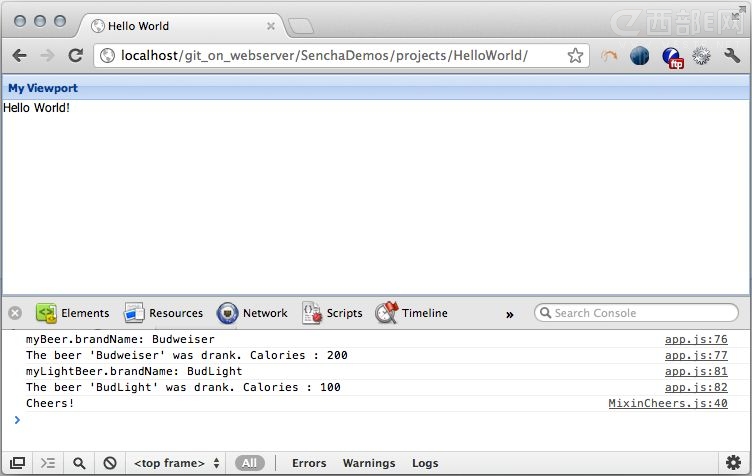 Hello World
西部e网
localhost/git_on_webserver/SenchaDemos/projects/HelloWorld/
ftp
My Viewport
Hello World!
Elements Resources Network Scripts Timeline » Search Console
myBeer.brandName: Budweiser app.js:76
The beer 'Budweiser' was drank. Calories : 200 app.js:77
myLightBeer.brandName: BudLight app.js:81
The beer 'BudLight' was drank. Calories : 100 app.js:82
Cheers! MixinCheers.js:40
>
<top frame> All Errors Warnings Logs